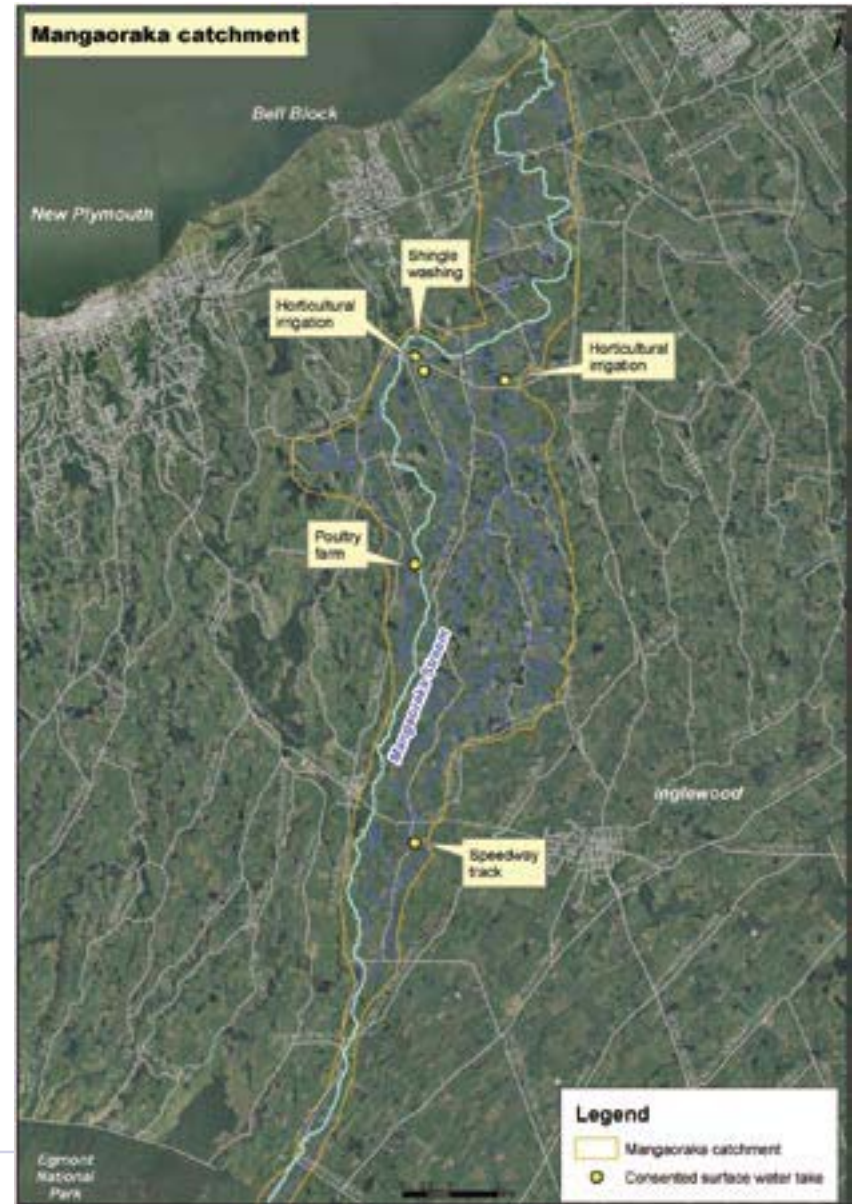 Mangaoraka catchment
Bell Block
New Plymouth
Shingle
washing
Horticultural
irrigation
Horticultural
irrigation
Poultry
farm
Mangaoraka Stream
Inglewood
Speedway
track
Legend
Mangaoraka catchment
Consented surface water take
Egmont
National
Park